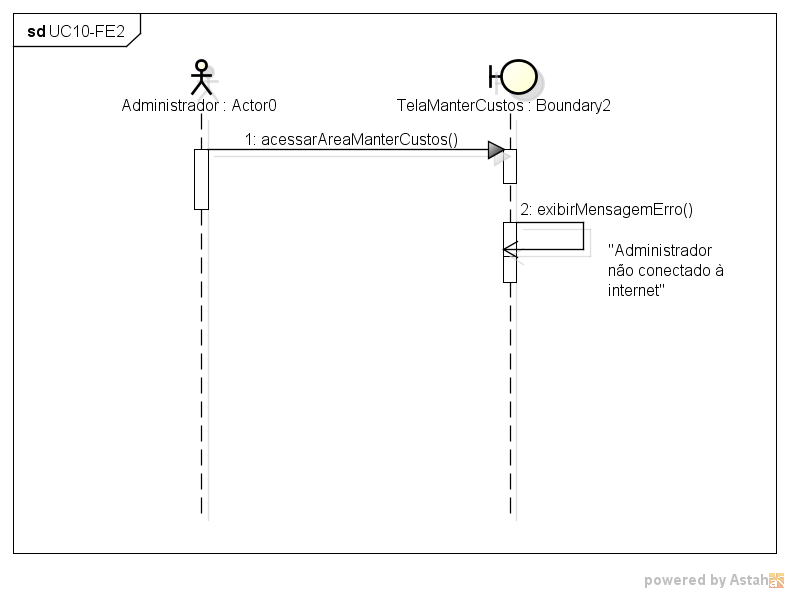 sd UC10-FE2
Administrador : Actor0
TelaManterCustos : Boundary2
1: acessarAreaManterCustos()
2: exibirMensagemErro()
"Administrador
não conectado à
internet"
powered by Astah